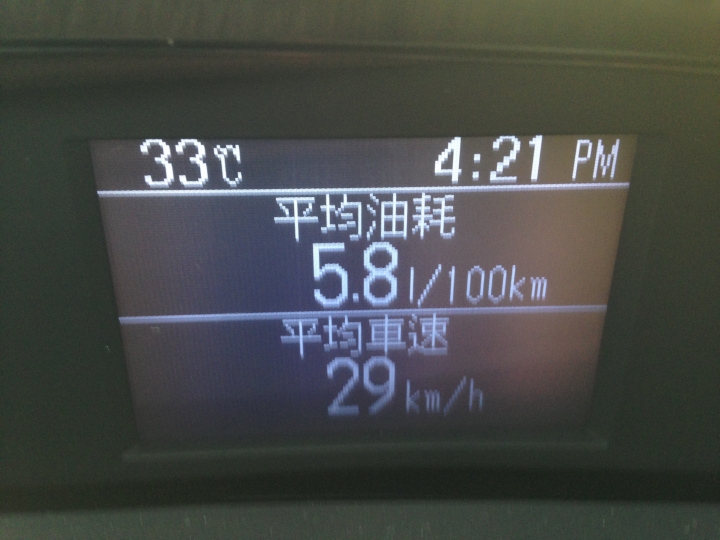 33℃ 4:21 PM
平均油耗
5.8 l/100km
平均車速
29 km/h